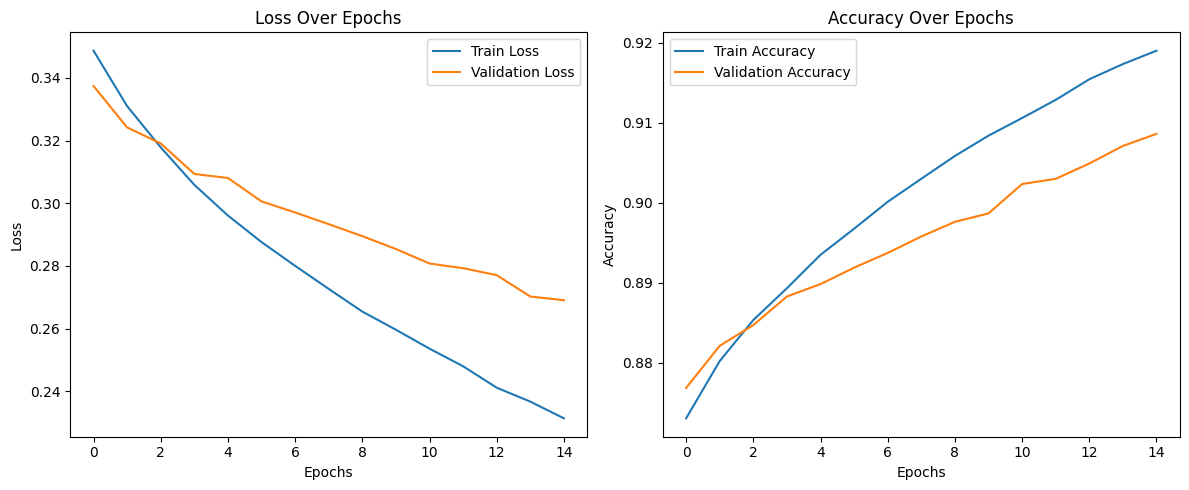 Loss Over Epochs
Train Loss
Validation Loss
0.34
0.32
0.30
0.28
0.26
0.24
Loss
0 2 4 6 8 10 12 14
Epochs
Accuracy Over Epochs
Train Accuracy
Validation Accuracy
0.92
0.91
0.90
0.89
0.88
Accuracy
0 2 4 6 8 10 12 14
Epochs